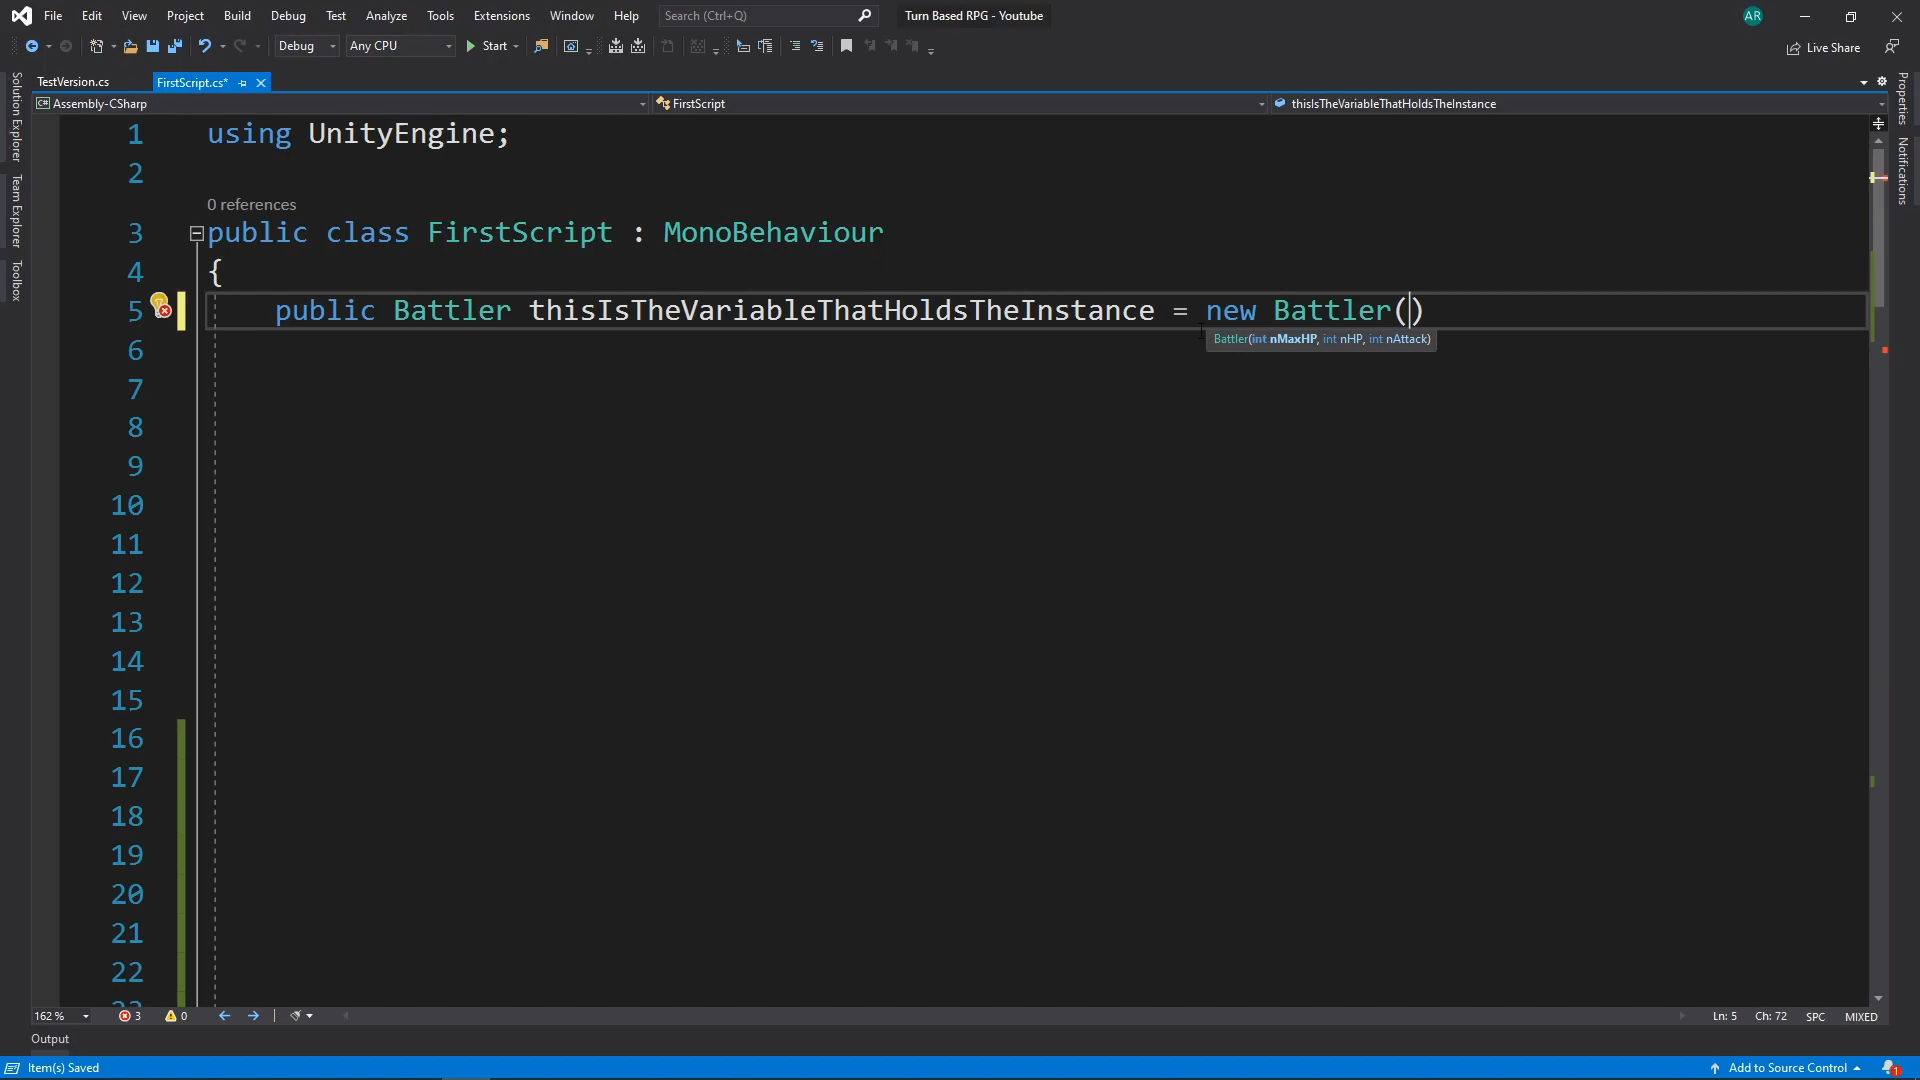 File Edit View Project Build Debug Test Analyze Tools Extensions Window Help Search (Ctrl+Q) Turn Based RPG - Youtube AR
Debug Any CPU Start Live Share
TestVersion.cs FirstScript.cs*
Assembly-CSharp FirstScript thisIsTheVariableThatHoldsTheInstance
Solution Explorer
Team Explorer
Toolbox
Properties
Notifications
1 using UnityEngine;
2
0 references
3 public class FirstScript : MonoBehaviour
4 {
5 public Battler thisIsTheVariableThatHoldsTheInstance = new Battler()
Battler(int nMaxHP, int nHP, int nAttack)
6
7
8
9
10
11
12
13
14
15
16
17
18
19
20
21
22
23
162 % 3 0 Ln: 5 Ch: 72 SPC MIXED
Output
Item(s) Saved Add to Source Control 1